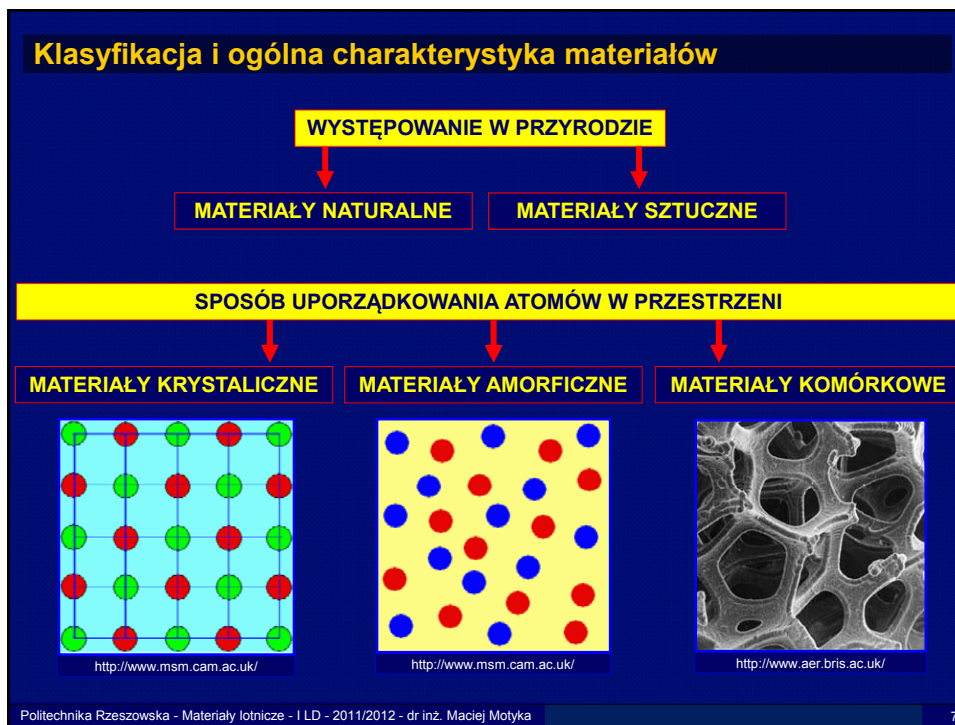 Klasyfikacja i ogólna charakterystyka materiałów
WYSTĘPOWANIE W PRZYRODZIE
MATERIAŁY NATURALNE
MATERIAŁY SZTUCZNE
SPOSÓB UPORZĄDKOWANIA ATOMÓW W PRZESTRZENI
MATERIAŁY KRYSTALICZNE
MATERIAŁY AMORFICZNE
MATERIAŁY KOMÓRKOWE
http://www.msm.cam.ac.uk/
http://www.msm.cam.ac.uk/
http://www.aer.bris.ac.uk/
Politechnika Rzeszowska - Materiały lotnicze - I LD - 2011/2012 - dr inż. Maciej Motyka
7